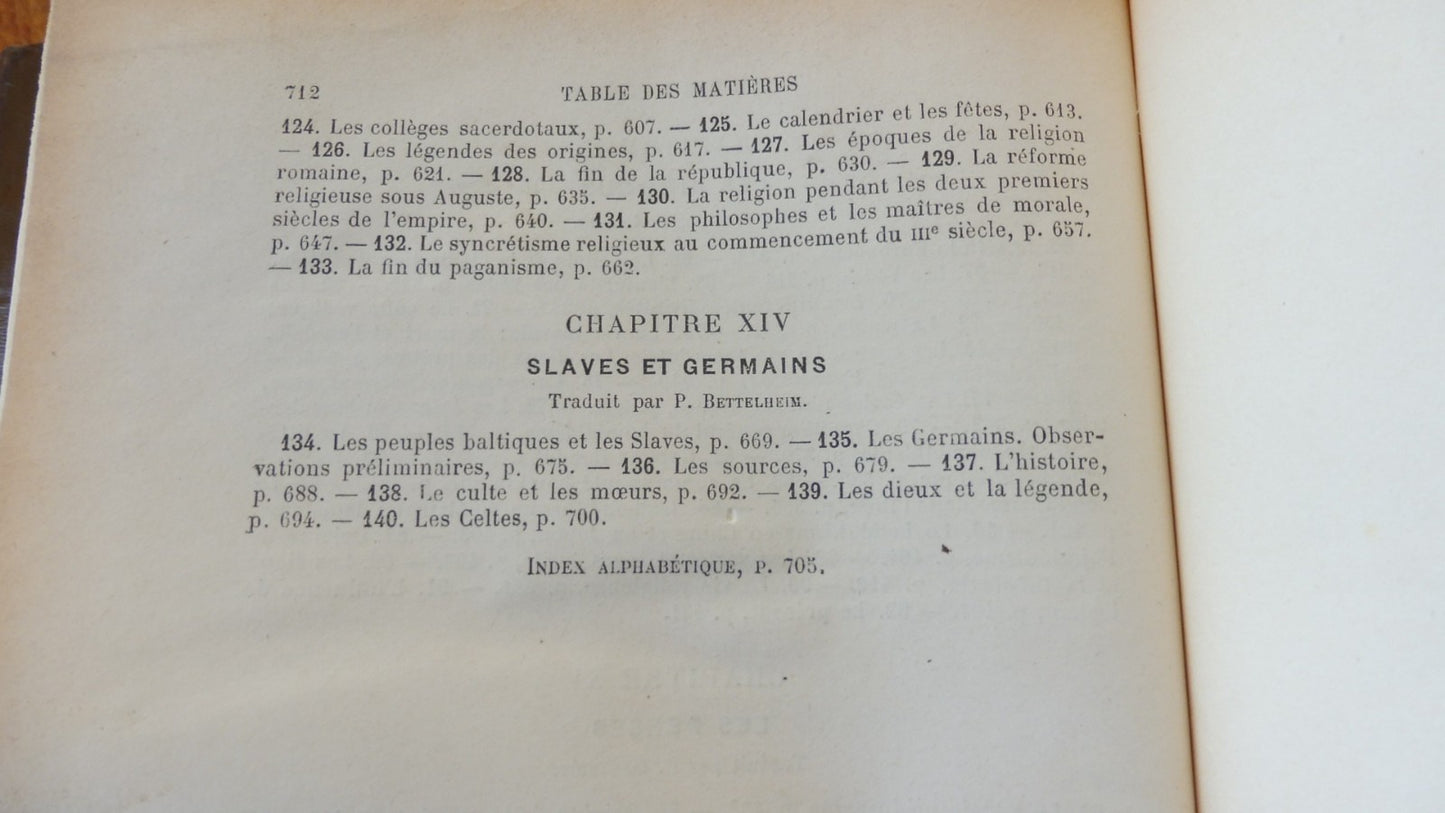 712
TABLE DES MATIÈRES
124. Les collèges sacerdotaux, p. 607. — 125. Le calendrier et les fêtes, p. 613.
— 126. Les légendes des origines, p. 617. — 127. Les époques de la religion
romaine, p. 621. — 128. La fin de la république, p. 630. — 129. La réforme
religieuse sous Auguste, p. 635. — 130. La religion pendant les deux premiers
siècles de l'empire, p. 640. — 131. Les philosophes et les maîtres de morale,
p. 647. — 132. Le syncrétisme religieux au commencement du IIIe siècle, p. 657.
— 133. La fin du paganisme, p. 662.
CHAPITRE XIV
SLAVES ET GERMAINS
Traduit par P. BETTELHEIM.
134. Les peuples baltiques et les Slaves, p. 669. — 135. Les Germains. Obser-
vations préliminaires, p. 675. — 136. Les sources, p. 679. — 137. L'histoire,
p. 688. — 138. Le culte et les mœurs, p. 692. — 139. Les dieux et la légende,
p. 694. — 140. Les Celtes, p. 700.
INDEX ALPHABÉTIQUE, P. 705.